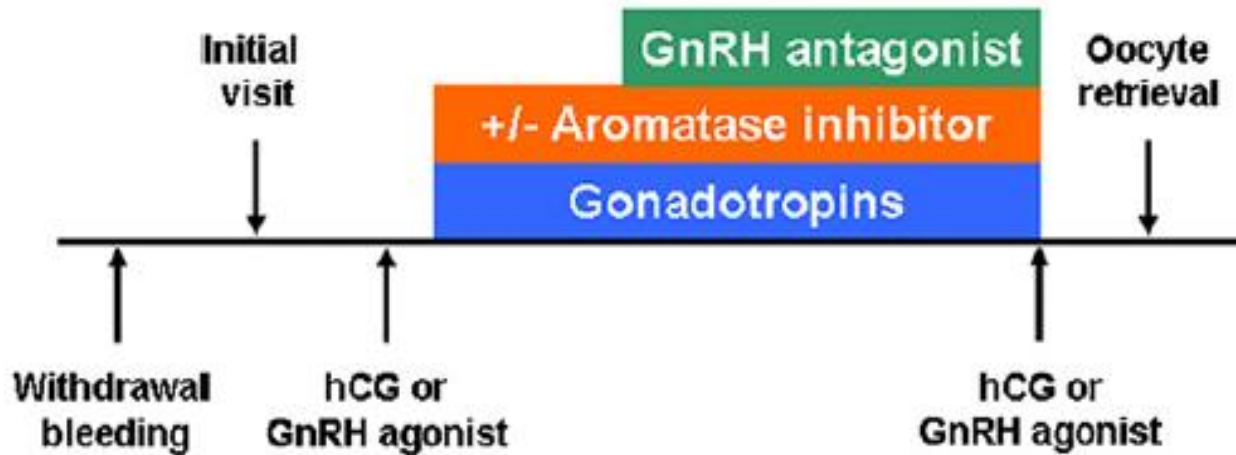 Initial
visit
GnRH antagonist
Oocyte
retrieval
+/- Aromatase inhibitor
Gonadotropins
Withdrawal
bleeding
hCG or
GnRH agonist
hCG or
GnRH agonist